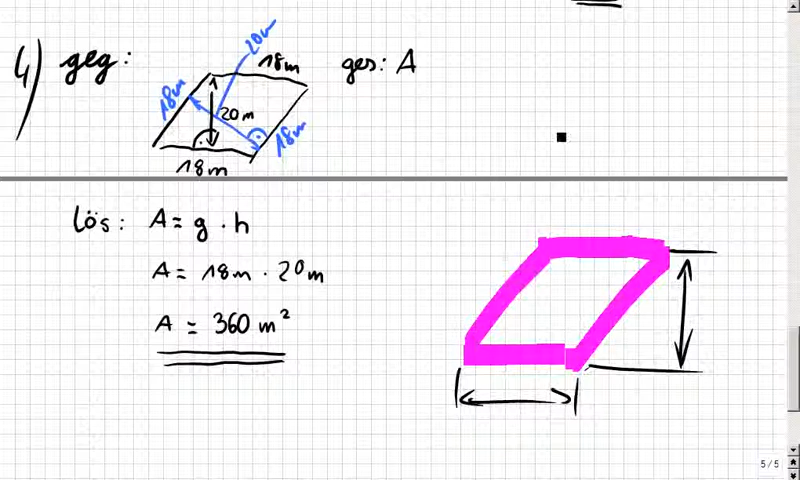 4) geg: ges: A
20m
18m
18m
20m
18m
18m
lös: A = g · h
A = 18m · 20m
A = 360 m²
5/5